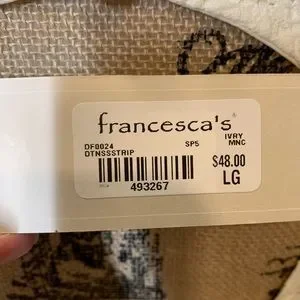 francesca's®
DF0024 SP5 IVRY
DTNSSSTRIP MNC
$48.00
493267 LG